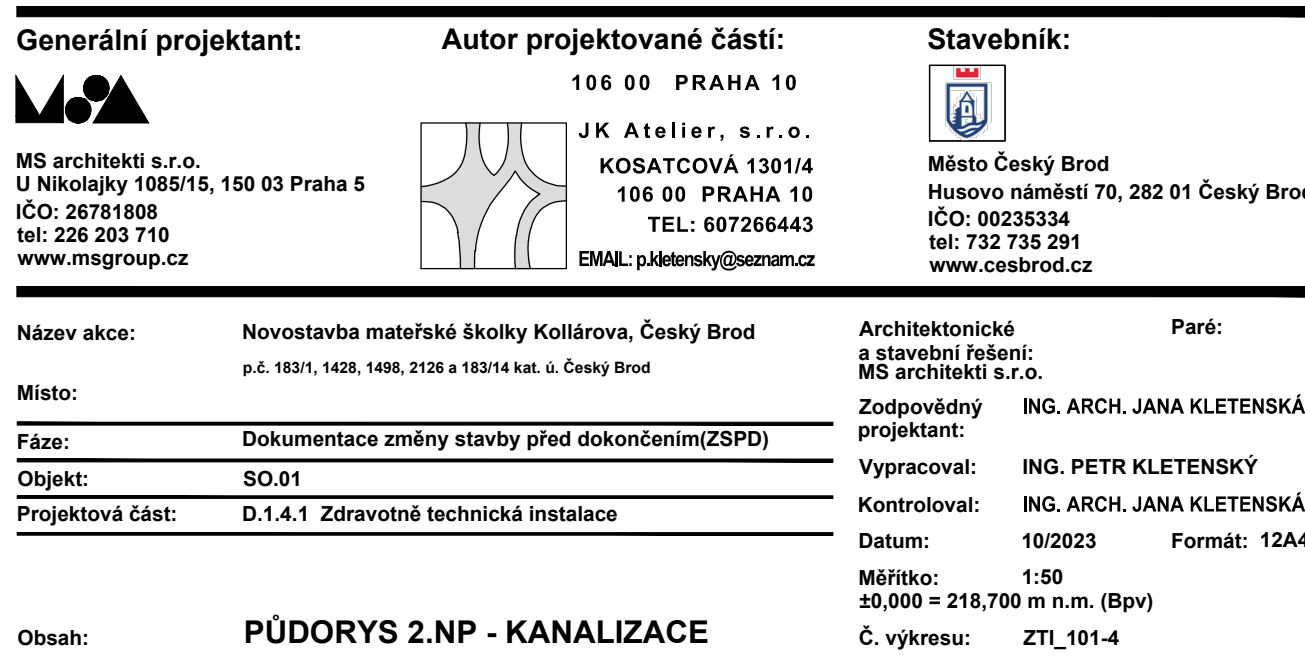 Generální projektant:
MS architekti s.r.o.
U Nikolajky 1085/15, 150 03 Praha 5
IČO: 26781808
tel: 226 203 710
www.msgroup.cz
Autor projektované částí:
106 00 PRAHA 10
JK Atelier, s.r.o.
KOSATCOVÁ 1301/4
106 00 PRAHA 10
TEL: 607266443
EMAIL: p.kletensky@seznam.cz
Stavebník:
Město Český Brod
Husovo náměstí 70, 282 01 Český Brod
IČO: 00235334
tel: 732 735 291
www.cesbrod.cz
Název akce: Novostavba mateřské školky Kollárova, Český Brod
p.č. 183/1, 1428, 1498, 2126 a 183/14 kat. ú. Český Brod
Místo:
Fáze: Dokumentace změny stavby před dokončením(ZSPD)
Objekt: SO.01
Projektová část: D.1.4.1 Zdravotně technická instalace
Obsah: PŮDORYS 2.NP - KANALIZACE
Architektonické Paré:
a stavební řešení:
MS architekti s.r.o.
Zodpovědný ING. ARCH. JANA KLETENSKÁ
projektant:
Vypracoval: ING. PETR KLETENSKÝ
Kontroloval: ING. ARCH. JANA KLETENSKÁ
Datum: 10/2023 Formát: 12A4
Měřítko: 1:50
±0,000 = 218,700 m n.m. (Bpv)
Č. výkresu: ZTI_101-4